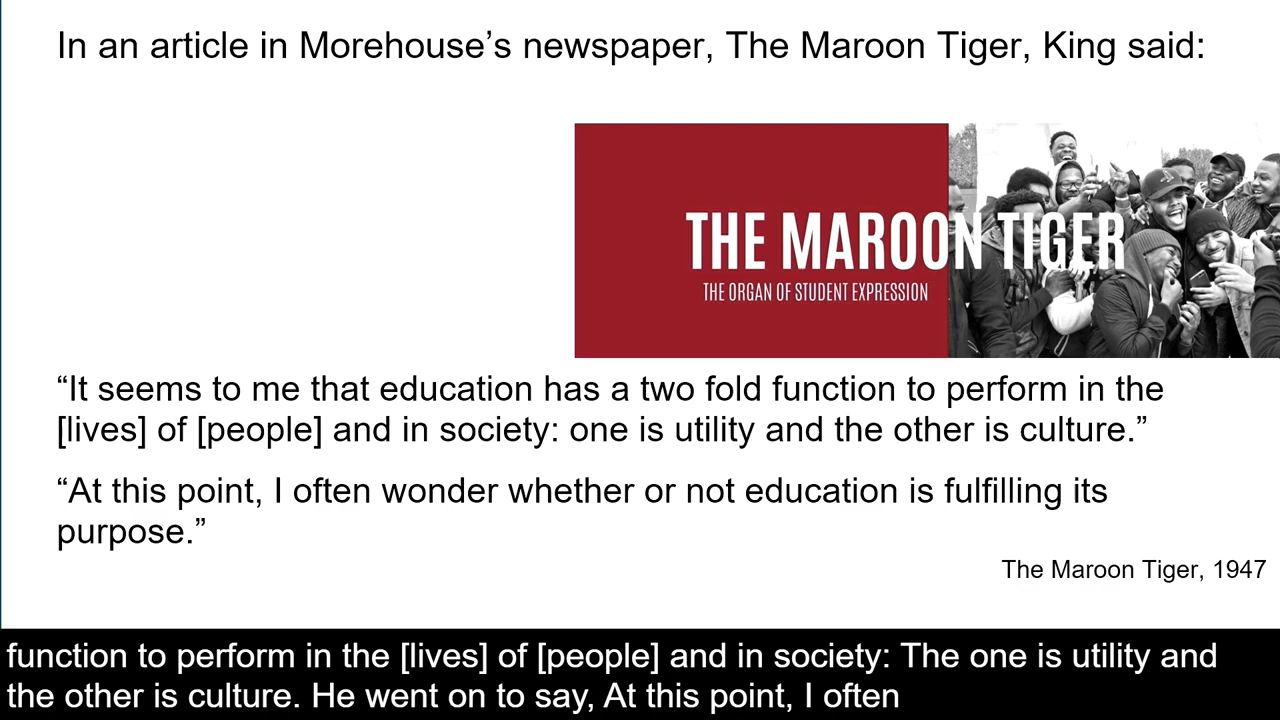 In an article in Morehouse’s newspaper, The Maroon Tiger, King said:
THE MAROON TIGER
THE ORGAN OF STUDENT EXPRESSION
“It seems to me that education has a two fold function to perform in the
[lives] of [people] and in society: one is utility and the other is culture.”
“At this point, I often wonder whether or not education is fulfilling its
purpose.”
The Maroon Tiger, 1947
function to perform in the [lives] of [people] and in society: The one is utility and
the other is culture. He went on to say, At this point, I often